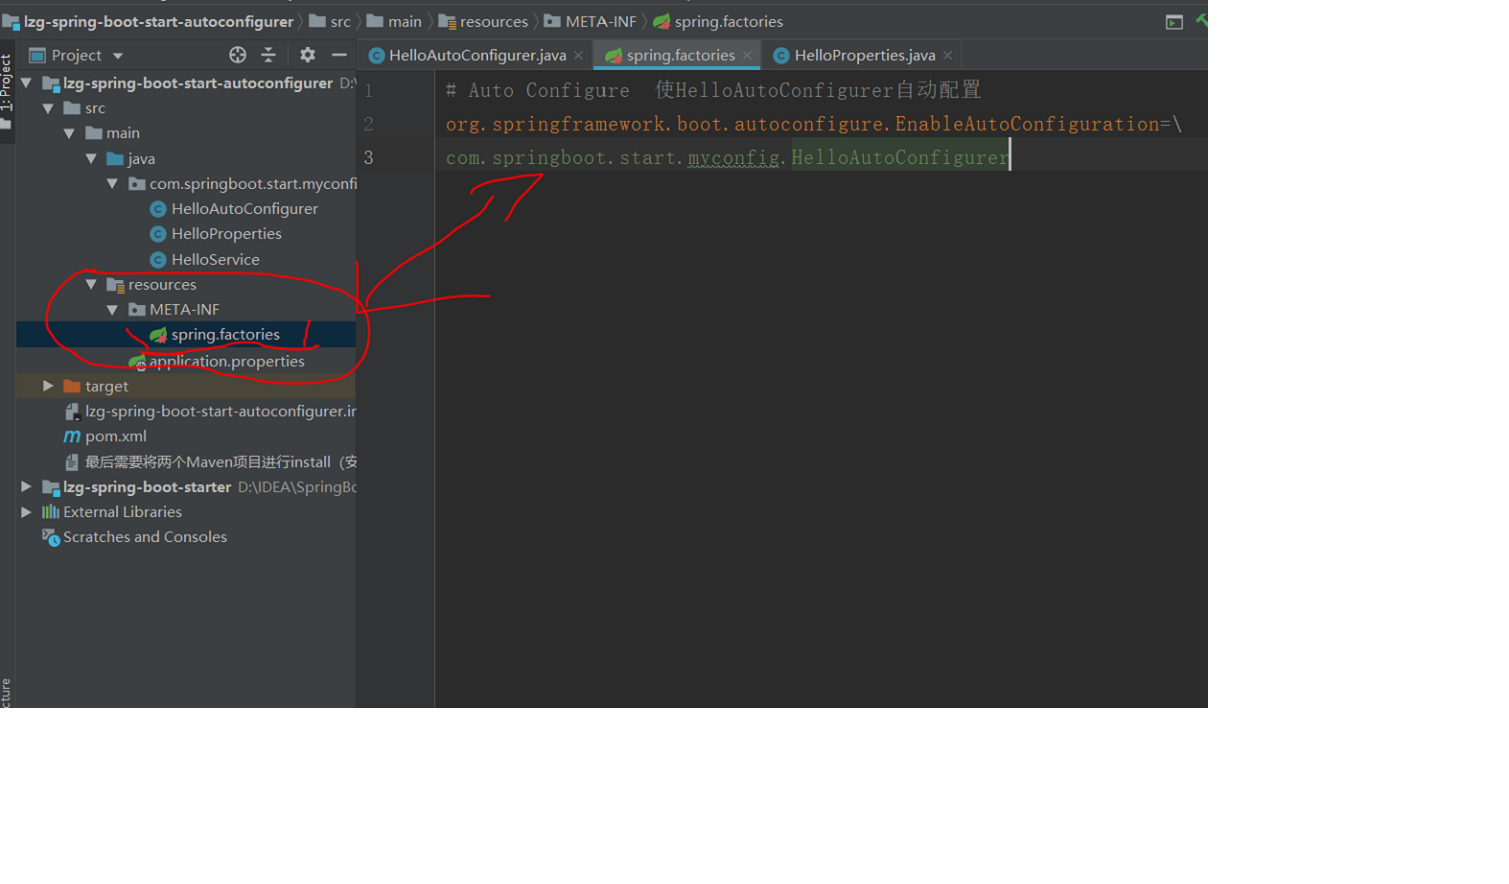 lzg-spring-boot-start-autoconfigurer src main resources META-INF spring.factories
Project
HelloAutoConfigurer.java spring.factories HelloProperties.java
1: Project
lzg-spring-boot-start-autoconfigurer D:\
src
main
java
com.springboot.start.myconfi
HelloAutoConfigurer
HelloProperties
HelloService
resources
META-INF
spring.factories
application.properties
target
lzg-spring-boot-start-autoconfigurer.ir
pom.xml
最后需要将两个Maven项目进行install（安
lzg-spring-boot-starter D:\IDEA\SpringBo
External Libraries
Scratches and Consoles
cture
1 # Auto Configure 使HelloAutoConfigurer自动配置
2 org.springframework.boot.autoconfigure.EnableAutoConfiguration=\
3 com.springboot.start.myconfig.HelloAutoConfigurer